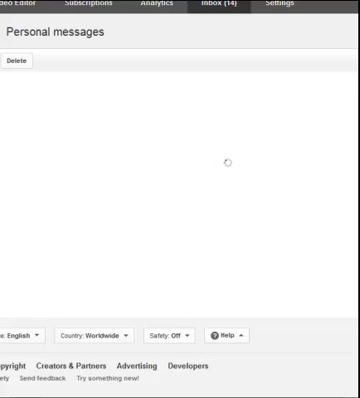 deo Editor Subscriptions Analytics Inbox (14) Settings
Personal messages
Delete
e: English Country: Worldwide Safety: Off Help
pyright Creators & Partners Advertising Developers
ety Send feedback Try something new!